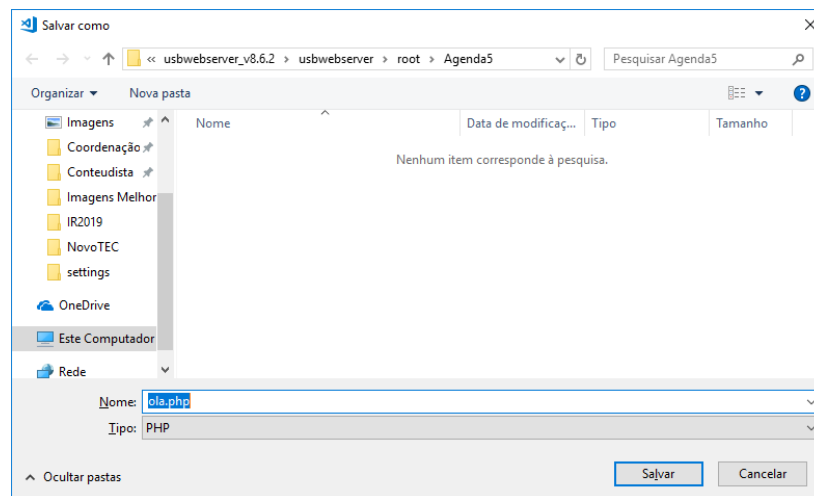 Salvar como
« usbwebserver_v8.6.2 › usbwebserver › root › Agenda5
Pesquisar Agenda5
Organizar Nova pasta
Nome Data de modificaç... Tipo Tamanho
Nenhum item corresponde à pesquisa.
Imagens
Coordenação
Conteudista
Imagens Melhor
IR2019
NovoTEC
settings
OneDrive
Este Computador
Rede
Nome: ola.php
Tipo: PHP
Ocultar pastas Salvar Cancelar